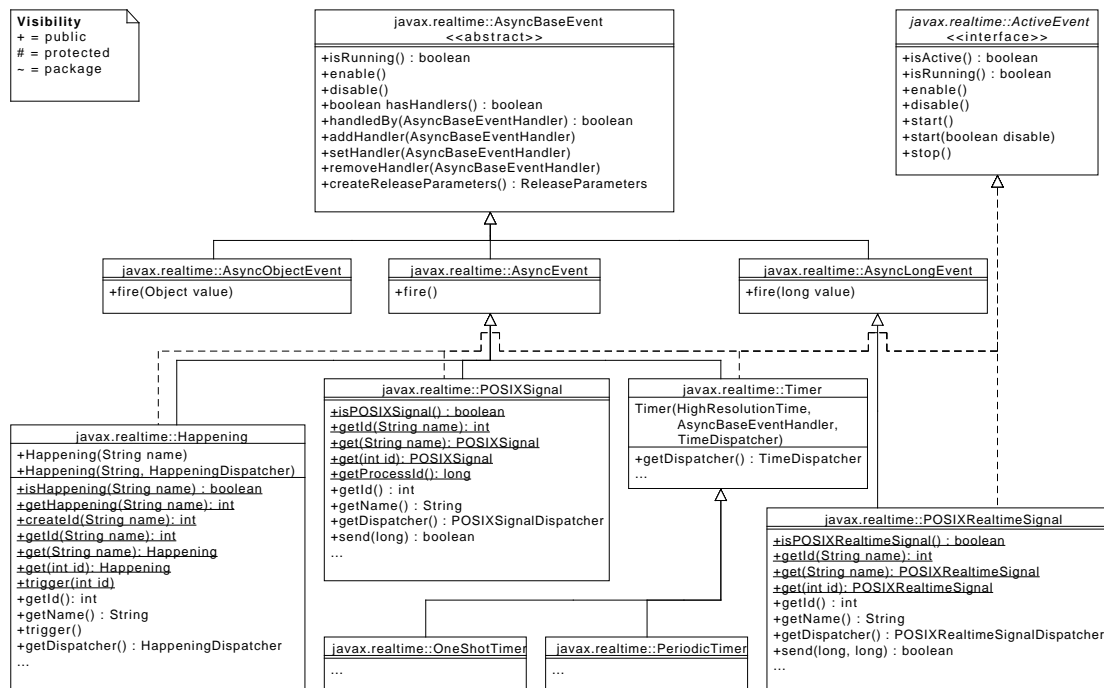 Visibility
+ = public
# = protected
~ = package
javax.realtime::AsyncBaseEvent
<<abstract>>
+isRunning() : boolean
+enable()
+disable()
+boolean hasHandlers() : boolean
+handledBy(AsyncBaseEventHandler) : boolean
+addHandler(AsyncBaseEventHandler)
+setHandler(AsyncBaseEventHandler)
+removeHandler(AsyncBaseEventHandler)
+createReleaseParameters() : ReleaseParameters
javax.realtime::ActiveEvent
<<interface>>
+isActive() : boolean
+isRunning() : boolean
+enable()
+disable()
+start()
+start(boolean disable)
+stop()
javax.realtime::AsyncObjectEvent
+fire(Object value)
javax.realtime::AsyncEvent
+fire()
javax.realtime::AsyncLongEvent
+fire(long value)
javax.realtime::Happening
+Happening(String name)
+Happening(String, HappeningDispatcher)
+isHappening(String name) : boolean
+getHappening(String name): int
+createId(String name): int
+getId(String name): int
+get(String name): Happening
+get(int id): Happening
+trigger(int id)
+getId(): int
+getName() : String
+trigger()
+getDispatcher() : HappeningDispatcher
...
javax.realtime::POSIXSignal
+isPOSIXSignal() : boolean
+getId(String name): int
+get(String name): POSIXSignal
+get(int id): POSIXSignal
+getProcessId(): long
+getId() : int
+getName() : String
+getDispatcher() : POSIXSignalDispatcher
+send(long) : boolean
...
javax.realtime::Timer
Timer(HighResolutionTime,
AsyncBaseEventHandler,
TimeDispatcher)
+getDispatcher() : TimeDispatcher
...
javax.realtime::POSIXRealtimeSignal
+isPOSIXRealtimeSignal() : boolean
+getId(String name): int
+get(String name): POSIXRealtimeSignal
+get(int id): POSIXRealtimeSignal
+getId() : int
+getName() : String
+getDispatcher() : POSIXRealtimeSignalDispatcher
+send(long, long) : boolean
...
javax.realtime::OneShotTimer
...
javax.realtime::PeriodicTimer
...